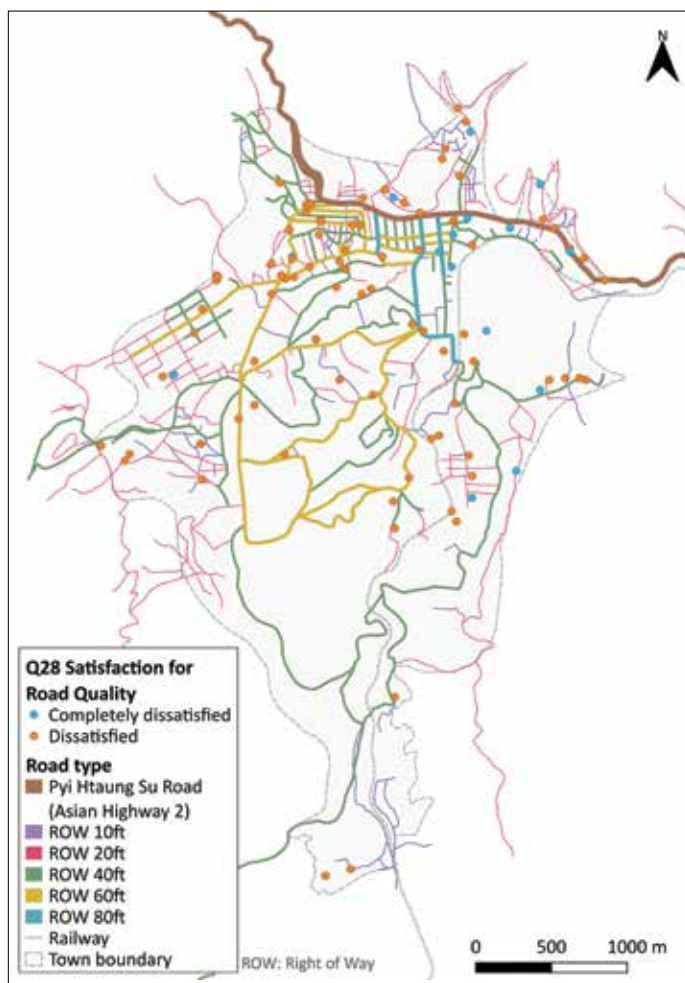 N
Q28 Satisfaction for
Road Quality
Completely dissatisfied
Dissatisfied
Road type
Pyi Htaung Su Road
(Asian Highway 2)
ROW 10ft
ROW 20ft
ROW 40ft
ROW 60ft
ROW 80ft
Railway
Town boundary
ROW: Right of Way
0 500 1000 m